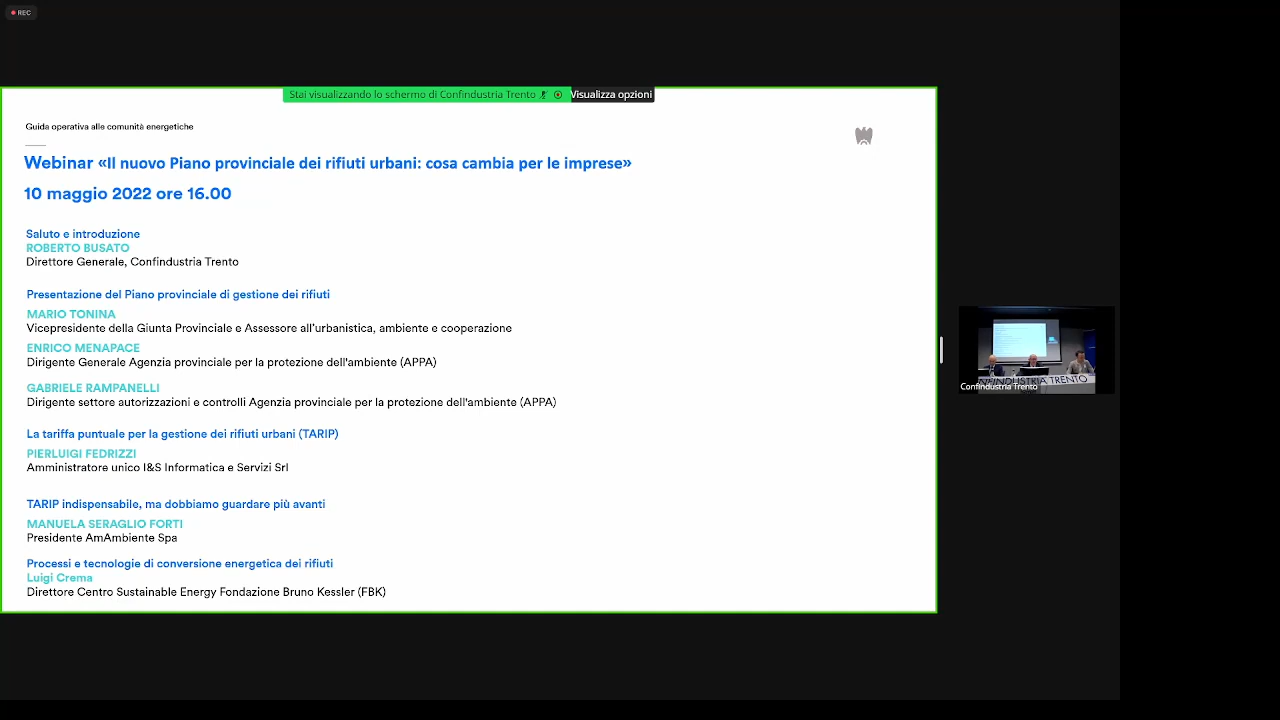 REC
Stai visualizzando lo schermo di Confindustria Trento
Visualizza opzioni
Guida operativa alle comunità energetiche
Webinar «Il nuovo Piano provinciale dei rifiuti urbani: cosa cambia per le imprese»
10 maggio 2022 ore 16.00
Saluto e introduzione
ROBERTO BUSATO
Direttore Generale, Confindustria Trento
Presentazione del Piano provinciale di gestione dei rifiuti
MARIO TONINA
Vicepresidente della Giunta Provinciale e Assessore all'urbanistica, ambiente e cooperazione
ENRICO MENAPACE
Dirigente Generale Agenzia provinciale per la protezione dell'ambiente (APPA)
GABRIELE RAMPANELLI
Dirigente settore autorizzazioni e controlli Agenzia provinciale per la protezione dell'ambiente (APPA)
La tariffa puntuale per la gestione dei rifiuti urbani (TARIP)
PIERLUIGI FEDRIZZI
Amministratore unico I&S Informatica e Servizi Srl
TARIP indispensabile, ma dobbiamo guardare più avanti
MANUELA SERAGLIO FORTI
Presidente AmAmbiente Spa
Processi e tecnologie di conversione energetica dei rifiuti
Luigi Crema
Direttore Centro Sustainable Energy Fondazione Bruno Kessler (FBK)
TRENTO
Confindustria Trento